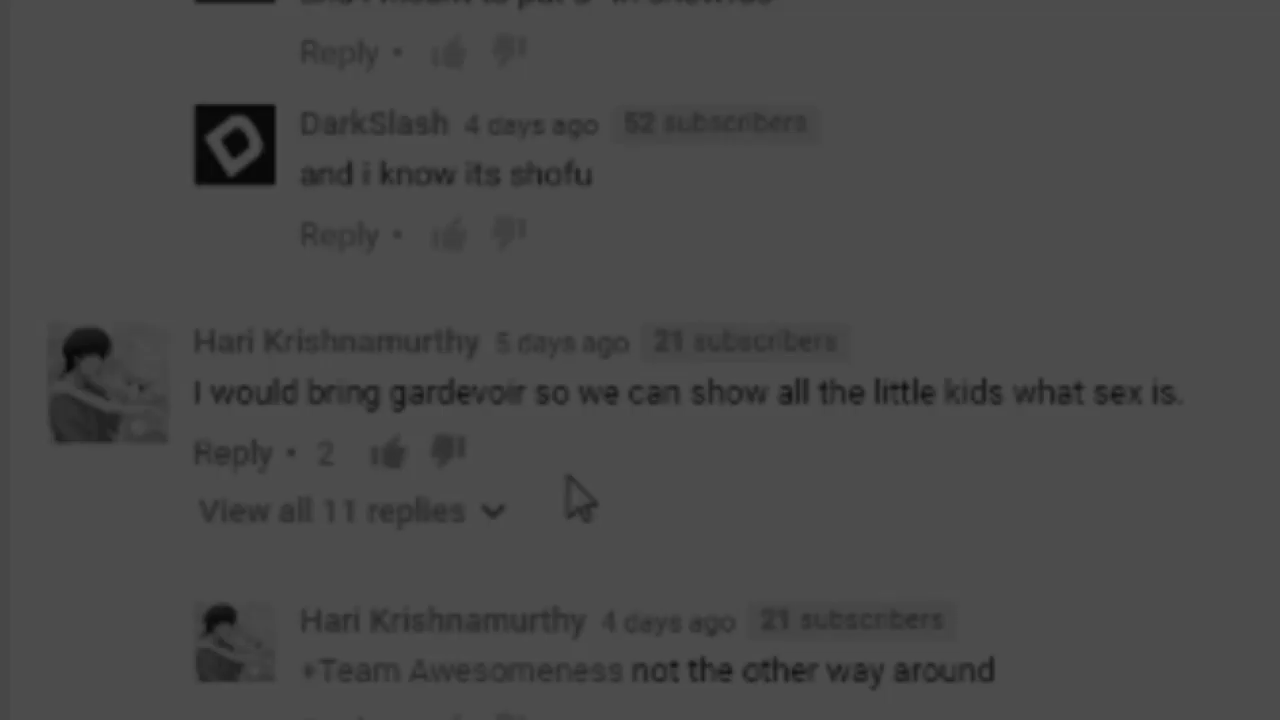 Reply •
DarkSlash 4 days ago 52 subscribers
and i know its shofu
Reply •
Hari Krishnamurthy 5 days ago 21 subscribers
I would bring gardevoir so we can show all the little kids what sex is.
Reply • 2
View all 11 replies
Hari Krishnamurthy 4 days ago 21 subscribers
+Team Awesomeness not the other way around